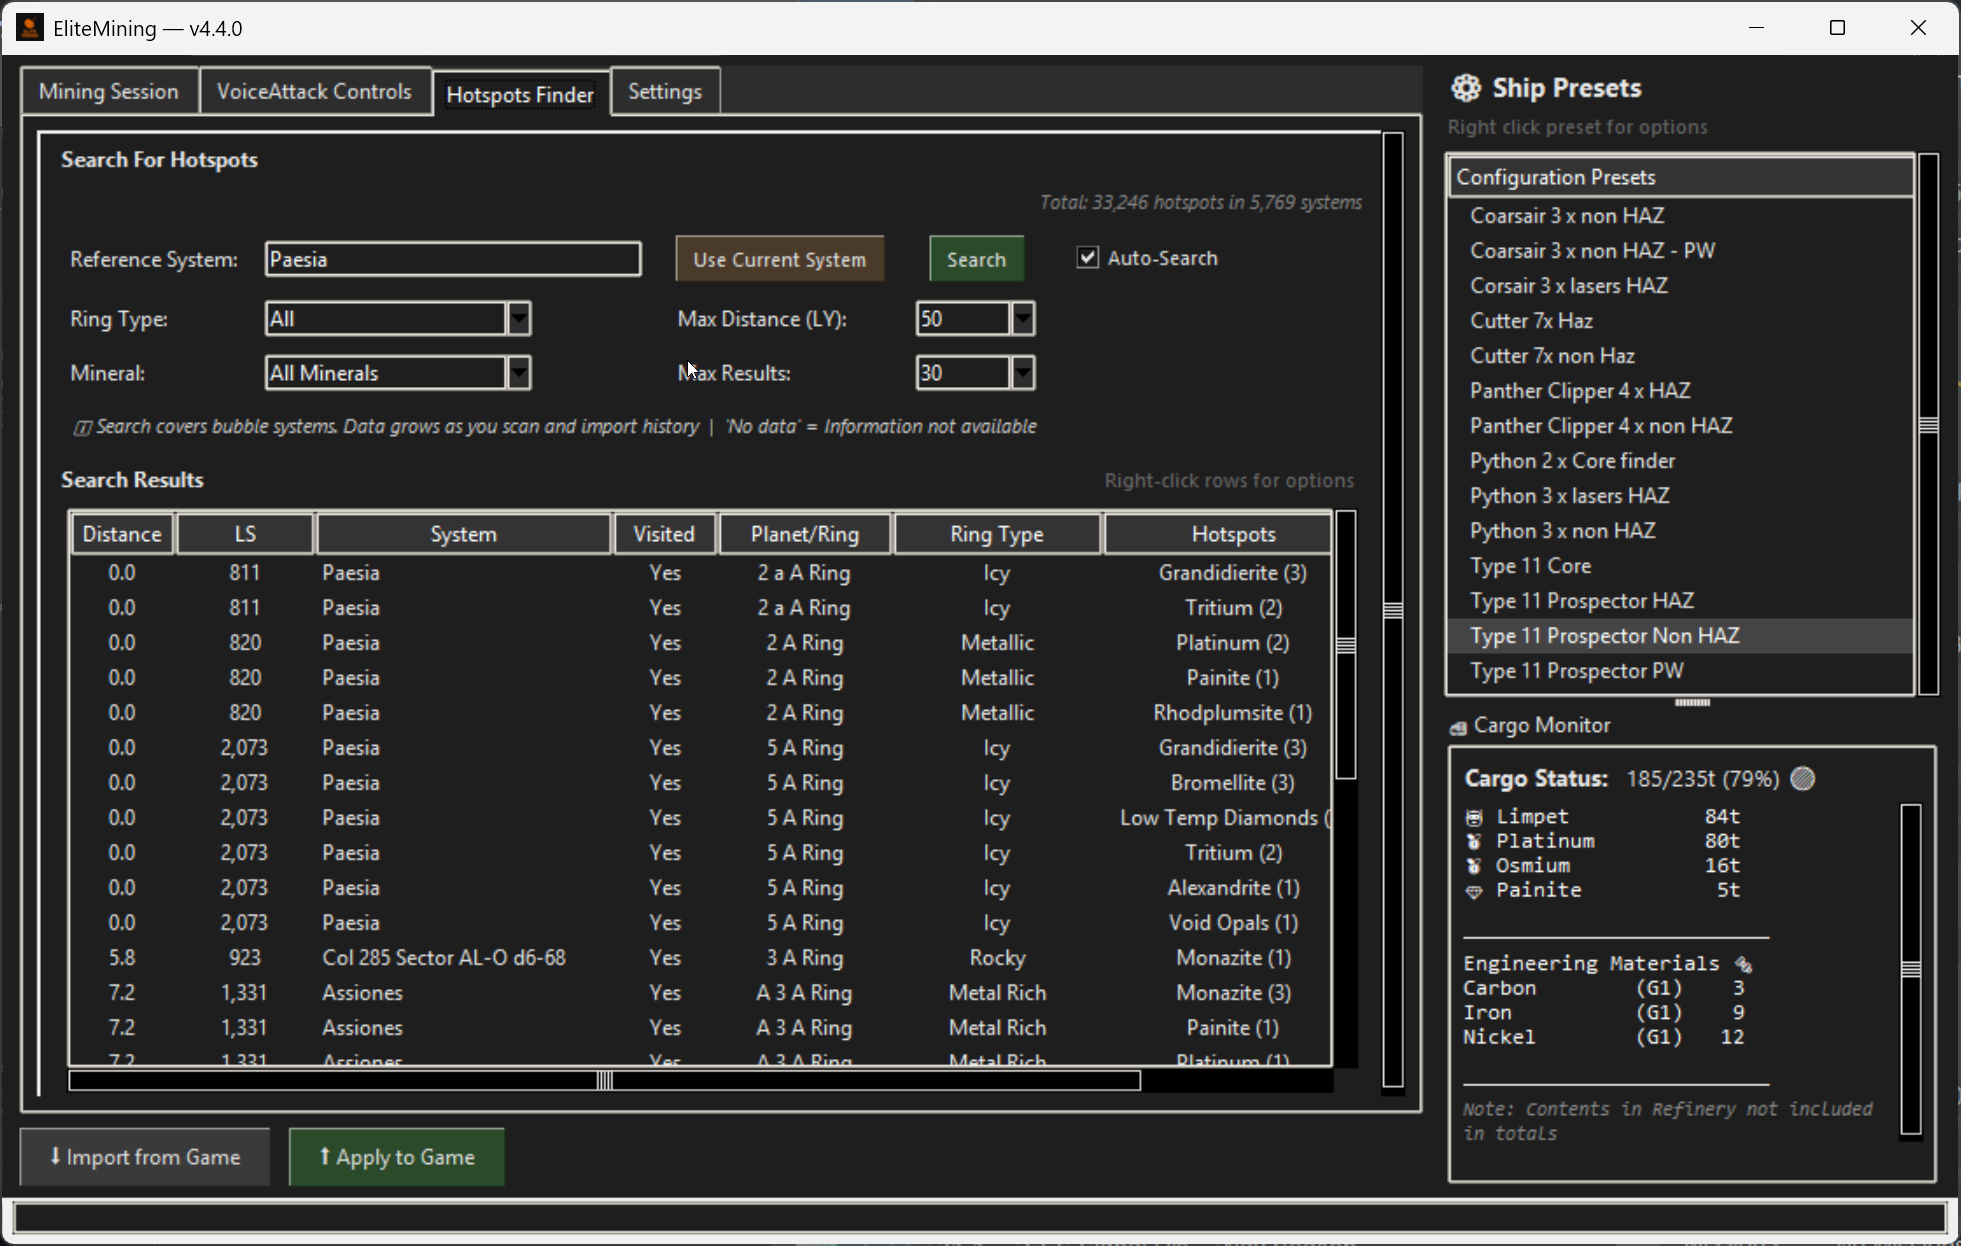 EliteMining — v4.4.0
Mining Session VoiceAttack Controls Hotspots Finder Settings
Search For Hotspots
Total: 33,246 hotspots in 5,769 systems
Reference System: Paesia Use Current System Search Auto-Search
Ring Type: All Max Distance (LY): 50
Mineral: All Minerals Max Results: 30
Search covers bubble systems. Data grows as you scan and import history | 'No data' = Information not available
Search Results Right-click rows for options
Distance LS System Visited Planet/Ring Ring Type Hotspots
0.0 811 Paesia Yes 2 a A Ring Icy Grandidierite (3)
0.0 811 Paesia Yes 2 a A Ring Icy Tritium (2)
0.0 820 Paesia Yes 2 A Ring Metallic Platinum (2)
0.0 820 Paesia Yes 2 A Ring Metallic Painite (1)
0.0 820 Paesia Yes 2 A Ring Metallic Rhodplumsite (1)
0.0 2,073 Paesia Yes 5 A Ring Icy Grandidierite (3)
0.0 2,073 Paesia Yes 5 A Ring Icy Bromellite (3)
0.0 2,073 Paesia Yes 5 A Ring Icy Low Temp Diamonds (
0.0 2,073 Paesia Yes 5 A Ring Icy Tritium (2)
0.0 2,073 Paesia Yes 5 A Ring Icy Alexandrite (1)
0.0 2,073 Paesia Yes 5 A Ring Icy Void Opals (1)
5.8 923 Col 285 Sector AL-O d6-68 Yes 3 A Ring Rocky Monazite (1)
7.2 1,331 Assiones Yes A 3 A Ring Metal Rich Monazite (3)
7.2 1,331 Assiones Yes A 3 A Ring Metal Rich Painite (1)
7.2 1,331 Assiones Yes A 3 A Ring Metal Rich Platinum (1)
⭣ Import from Game ⭡ Apply to Game
Ship Presets
Right click preset for options
Configuration Presets
Coarsair 3 x non HAZ
Coarsair 3 x non HAZ - PW
Corsair 3 x lasers HAZ
Cutter 7x Haz
Cutter 7x non Haz
Panther Clipper 4 x HAZ
Panther Clipper 4 x non HAZ
Python 2 x Core finder
Python 3 x lasers HAZ
Python 3 x non HAZ
Type 11 Core
Type 11 Prospector HAZ
Type 11 Prospector Non HAZ
Type 11 Prospector PW
Cargo Monitor
Cargo Status: 185/235t (79%)
Limpet 84t
Platinum 80t
Osmium 16t
Painite 5t
Engineering Materials
Carbon (G1) 3
Iron (G1) 9
Nickel (G1) 12
Note: Contents in Refinery not included
in totals